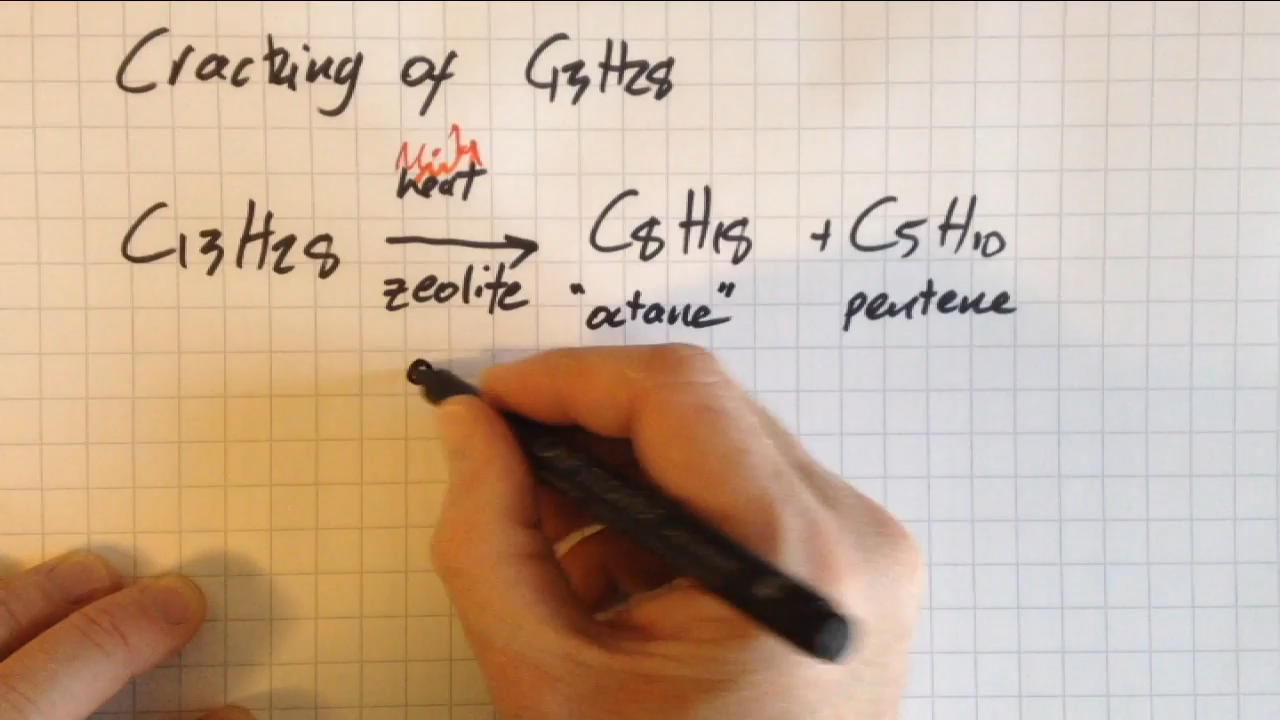 Cracking of C13H28
heat
C13H28 → C8H18 + C5H10
zeolite "octane" pentene